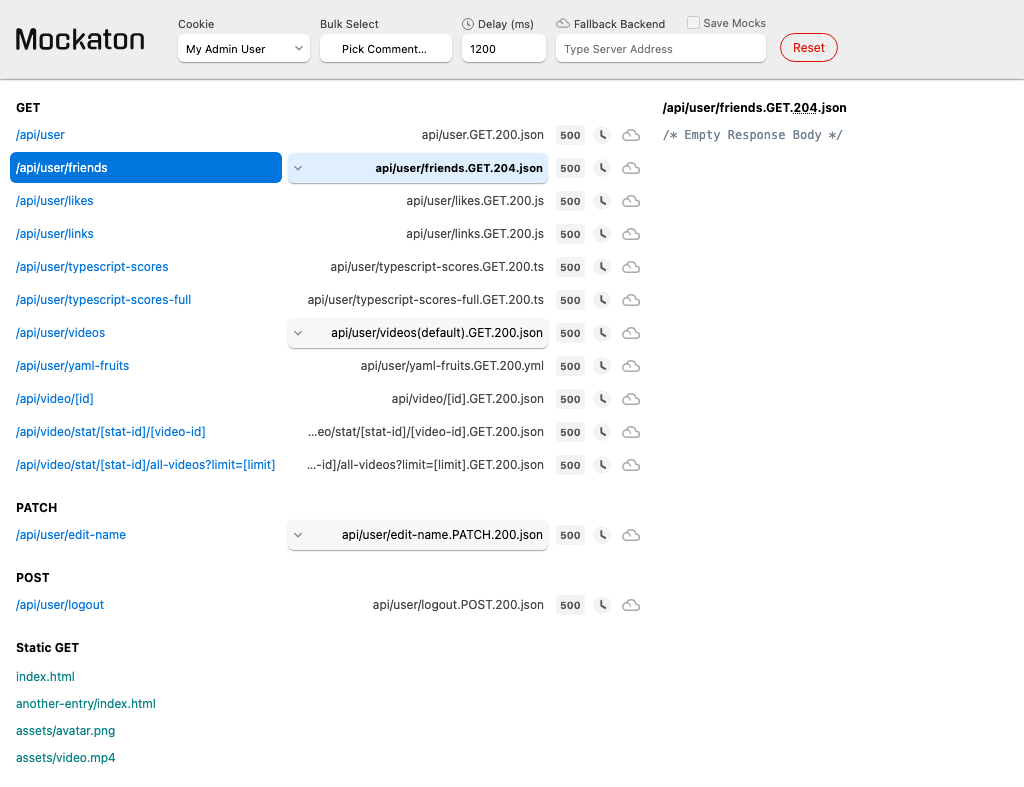 Mockaton
Cookie
My Admin User
Bulk Select
Pick Comment...
Delay (ms)
1200
Fallback Backend
Save Mocks
Type Server Address
Reset
GET
/api/user api/user.GET.200.json 500
/api/user/friends api/user/friends.GET.204.json 500
/api/user/likes api/user/likes.GET.200.js 500
/api/user/links api/user/links.GET.200.js 500
/api/user/typescript-scores api/user/typescript-scores.GET.200.ts 500
/api/user/typescript-scores-full api/user/typescript-scores-full.GET.200.ts 500
/api/user/videos api/user/videos(default).GET.200.json 500
/api/user/yaml-fruits api/user/yaml-fruits.GET.200.yml 500
/api/video/[id] api/video/[id].GET.200.json 500
/api/video/stat/[stat-id]/[video-id] ...eo/stat/[stat-id]/[video-id].GET.200.json 500
/api/video/stat/[stat-id]/all-videos?limit=[limit] ...-id]/all-videos?limit=[limit].GET.200.json 500
PATCH
/api/user/edit-name api/user/edit-name.PATCH.200.json 500
POST
/api/user/logout api/user/logout.POST.200.json 500
Static GET
index.html
another-entry/index.html
assets/avatar.png
assets/video.mp4
/api/user/friends.GET.204.json
/* Empty Response Body */